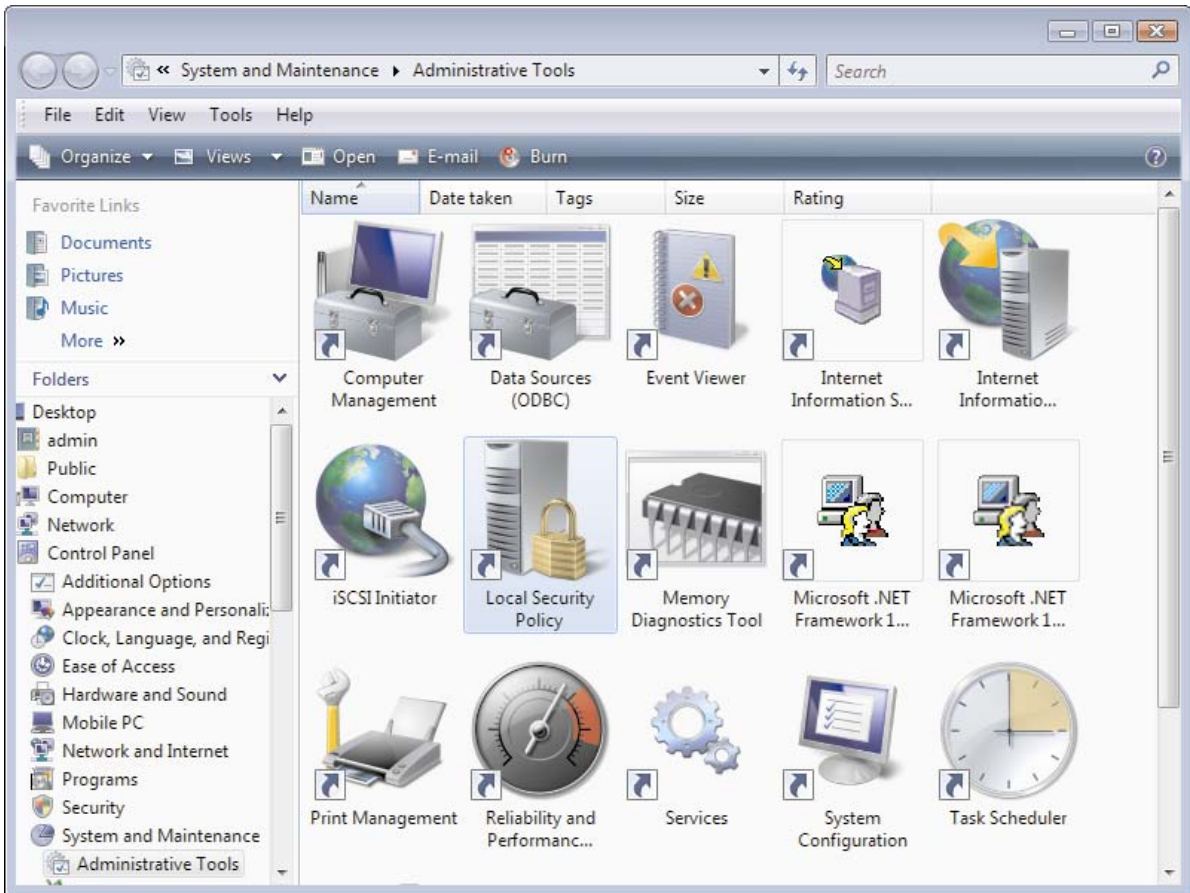 « System and Maintenance ▸ Administrative Tools
Search
File Edit View Tools Help
Organize Views Open E-mail Burn
Favorite Links
Documents
Pictures
Music
More »
Folders
Desktop
admin
Public
Computer
Network
Control Panel
Additional Options
Appearance and Personali
Clock, Language, and Regi
Ease of Access
Hardware and Sound
Mobile PC
Network and Internet
Programs
Security
System and Maintenance
Administrative Tools
Name Date taken Tags Size Rating
Computer
Management
Data Sources
(ODBC)
Event Viewer
Internet
Information S...
Internet
Informatio...
iSCSI Initiator
Local Security
Policy
Memory
Diagnostics Tool
Microsoft .NET
Framework 1...
Microsoft .NET
Framework 1...
Print Management
Reliability and
Performanc...
Services
System
Configuration
Task Scheduler